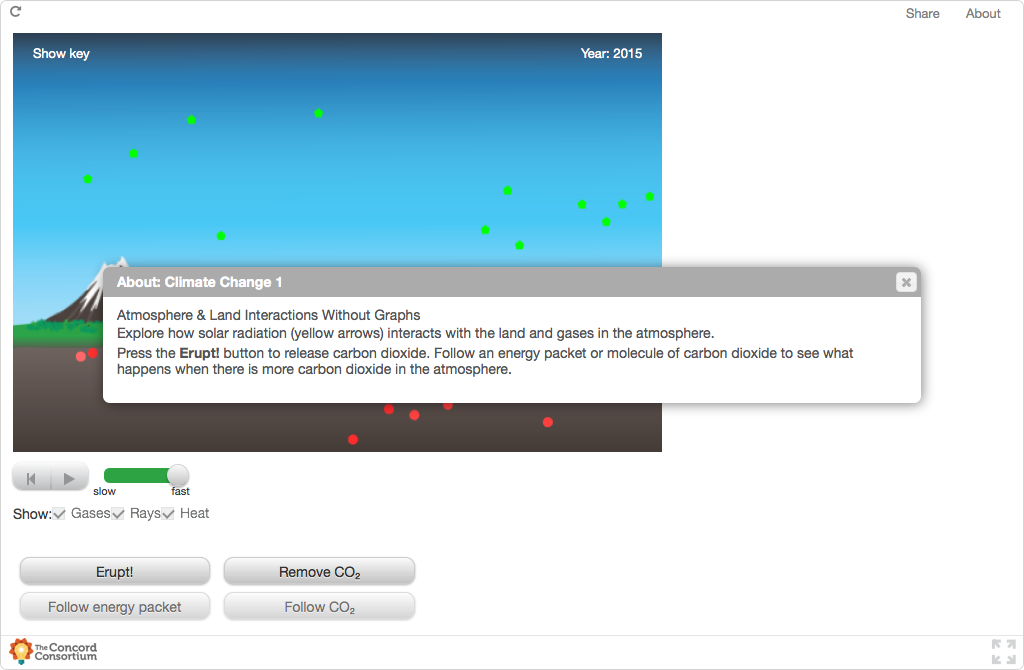 Share About
Show key Year: 2015
About: Climate Change 1
Atmosphere & Land Interactions Without Graphs
Explore how solar radiation (yellow arrows) interacts with the land and gases in the atmosphere.
Press the Erupt! button to release carbon dioxide. Follow an energy packet or molecule of carbon dioxide to see what
happens when there is more carbon dioxide in the atmosphere.
slow fast
Show: Gases Rays Heat
Erupt! Remove CO₂
Follow energy packet Follow CO₂
The Concord
Consortium